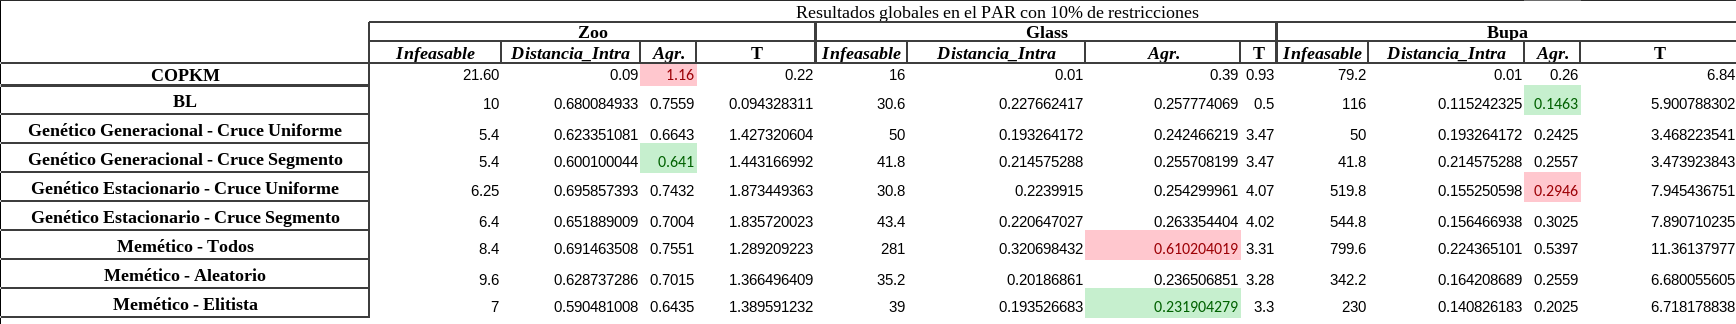 Resultados globales en el PAR con 10% de restricciones
Zoo Glass Bupa
Infeasable Distancia_Intra Agr. T Infeasable Distancia_Intra Agr. T Infeasable Distancia_Intra Agr. T
COPKM 21.60 0.09 1.16 0.22 16 0.01 0.39 0.93 79.2 0.01 0.26 6.84
BL 10 0.680084933 0.7559 0.094328311 30.6 0.227662417 0.257774069 0.5 116 0.115242325 0.1463 5.900788302
Genético Generacional - Cruce Uniforme 5.4 0.623351081 0.6643 1.427320604 50 0.193264172 0.242466219 3.47 50 0.193264172 0.2425 3.468223541
Genético Generacional - Cruce Segmento 5.4 0.600100044 0.641 1.443166992 41.8 0.214575288 0.255708199 3.47 41.8 0.214575288 0.2557 3.473923843
Genético Estacionario - Cruce Uniforme 6.25 0.695857393 0.7432 1.873449363 30.8 0.2239915 0.254299961 4.07 519.8 0.155250598 0.2946 7.945436751
Genético Estacionario - Cruce Segmento 6.4 0.651889009 0.7004 1.835720023 43.4 0.220647027 0.263354404 4.02 544.8 0.156466938 0.3025 7.890710235
Memético - Todos 8.4 0.691463508 0.7551 1.289209223 281 0.320698432 0.610204019 3.31 799.6 0.224365101 0.5397 11.36137977
Memético - Aleatorio 9.6 0.628737286 0.7015 1.366496409 35.2 0.20186861 0.236506851 3.28 342.2 0.164208689 0.2559 6.680055605
Memético - Elitista 7 0.590481008 0.6435 1.389591232 39 0.193526683 0.231904279 3.3 230 0.140826183 0.2025 6.718178838